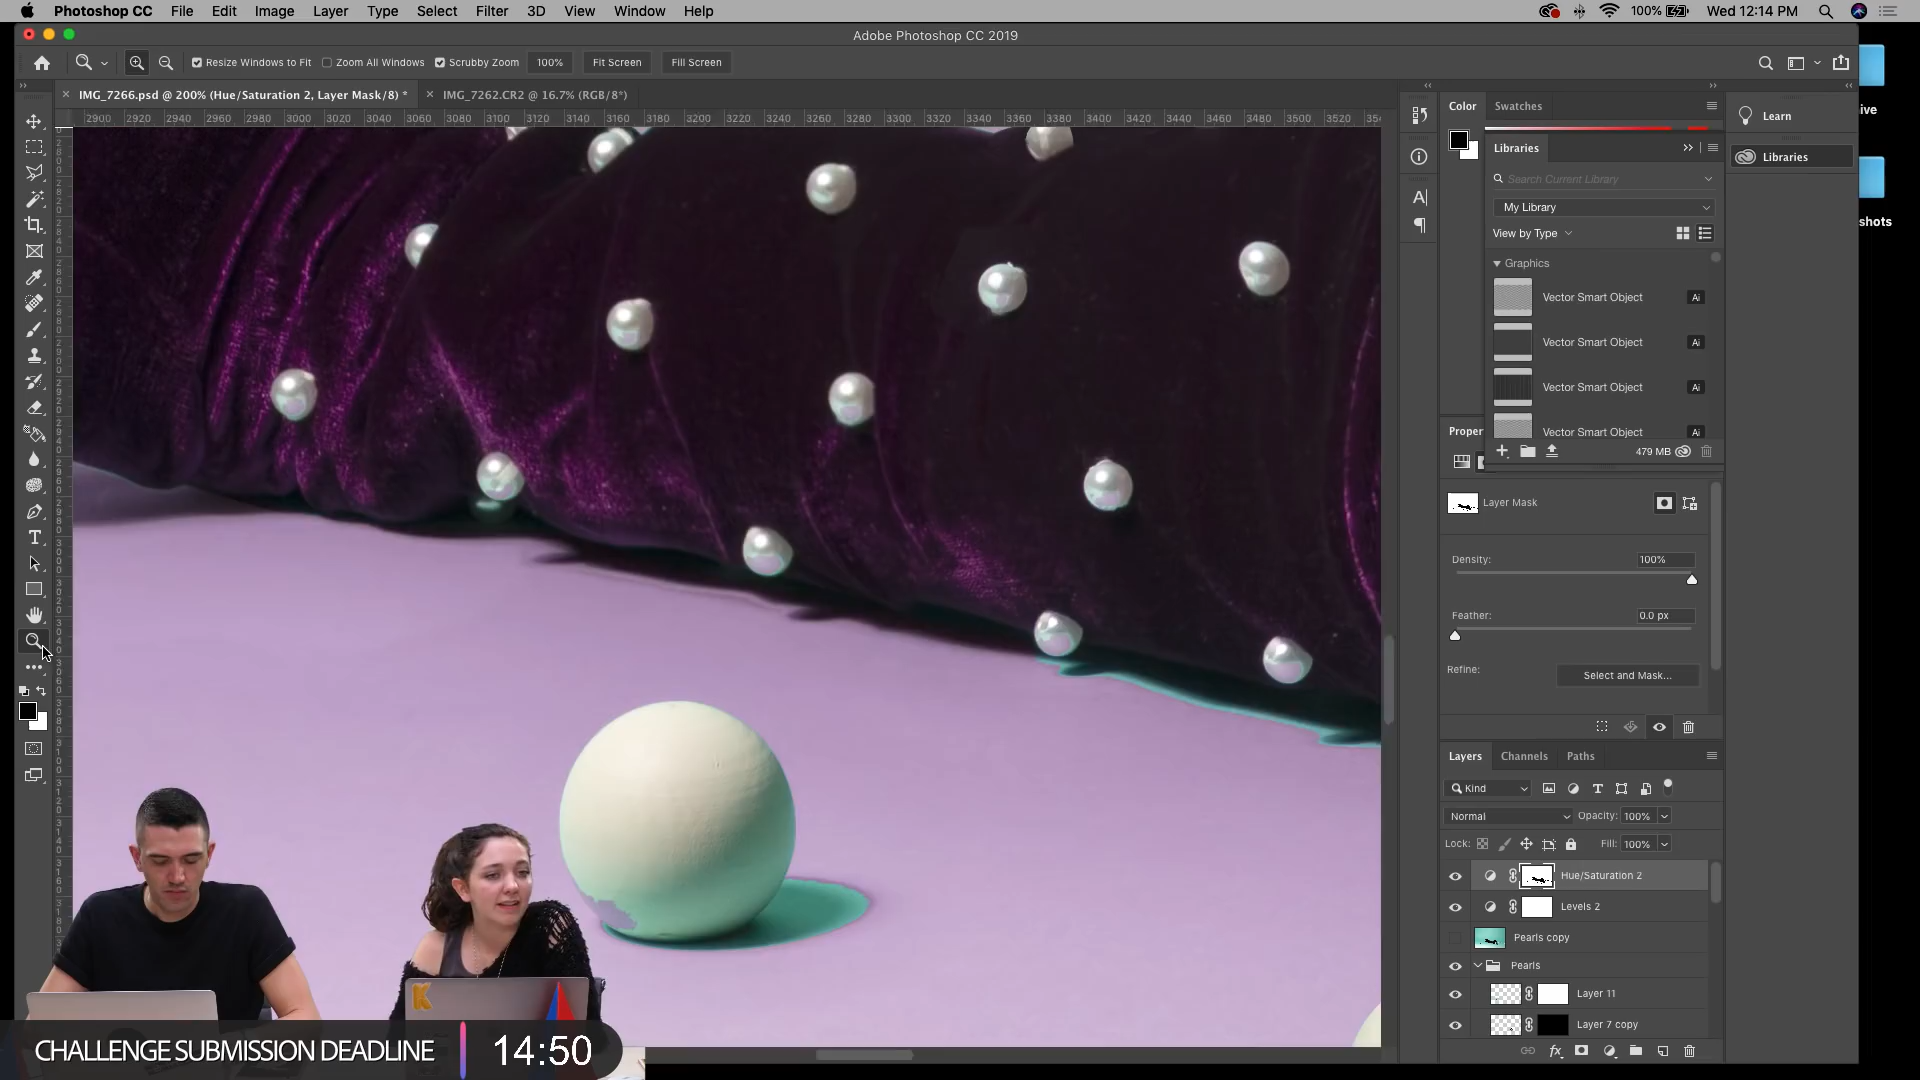 Photoshop CC File Edit Image Layer Type Select Filter 3D View Window Help 100% Wed 12:14 PM
Adobe Photoshop CC 2019
Resize Windows to Fit Zoom All Windows Scrubby Zoom 100% Fit Screen Fill Screen
IMG_7266.psd @ 200% (Hue/Saturation 2, Layer Mask/8) * IMG_7262.CR2 @ 16.7% (RGB/8*)
2900 2920 2940 2960 2980 3000 3020 3040 3060 3080 3100 3120 3140 3160 3180 3200 3220 3240 3260 3280 3300 3320 3340 3360 3380 3400 3420 3440 3460 3480 3500 3520
Color Swatches
Learn
Libraries
Libraries
Search Current Library
My Library
View by Type
Graphics
Vector Smart Object Ai
Vector Smart Object Ai
Vector Smart Object Ai
Vector Smart Object Ai
479 MB
ive
shots
Proper
Layer Mask
Density: 100%
Feather: 0.0 px
Refine: Select and Mask...
Layers Channels Paths
Kind
Normal Opacity: 100%
Lock: Fill: 100%
Hue/Saturation 2
Levels 2
Pearls copy
Pearls
Layer 11
Layer 7 copy
fx
K
CHALLENGE SUBMISSION DEADLINE 14:50